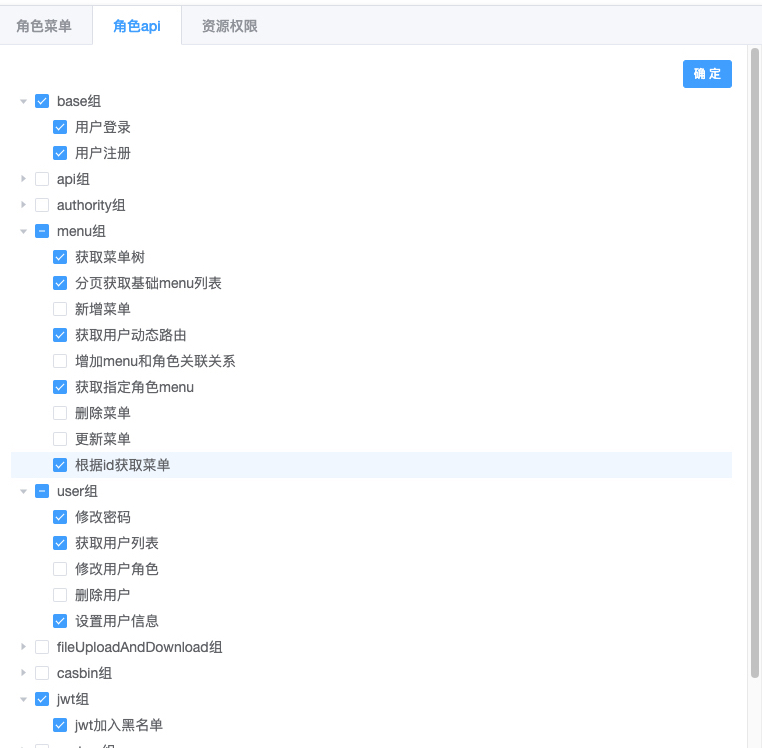 角色菜单 角色api 资源权限
确 定
base组
用户登录
用户注册
api组
authority组
menu组
获取菜单树
分页获取基础menu列表
新增菜单
获取用户动态路由
增加menu和角色关联关系
获取指定角色menu
删除菜单
更新菜单
根据id获取菜单
user组
修改密码
获取用户列表
修改用户角色
删除用户
设置用户信息
fileUploadAndDownload组
casbin组
jwt组
jwt加入黑名单